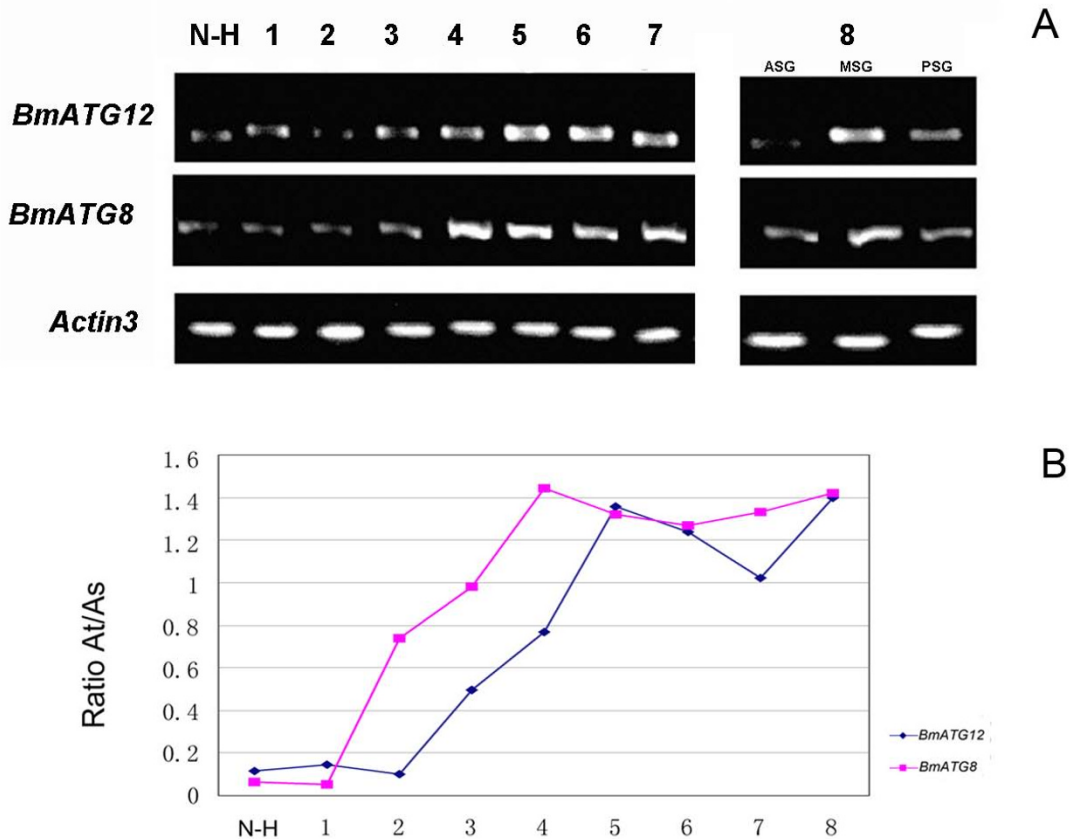 A
N-H 1 2 3 4 5 6 7 8
ASG MSG PSG
BmATG12
BmATG8
Actin3
B
Ratio At/As
1.6
1.4
1.2
1
0.8
0.6
0.4
0.2
0
N-H 1 2 3 4 5 6 7 8
BmATG12
BmATG8